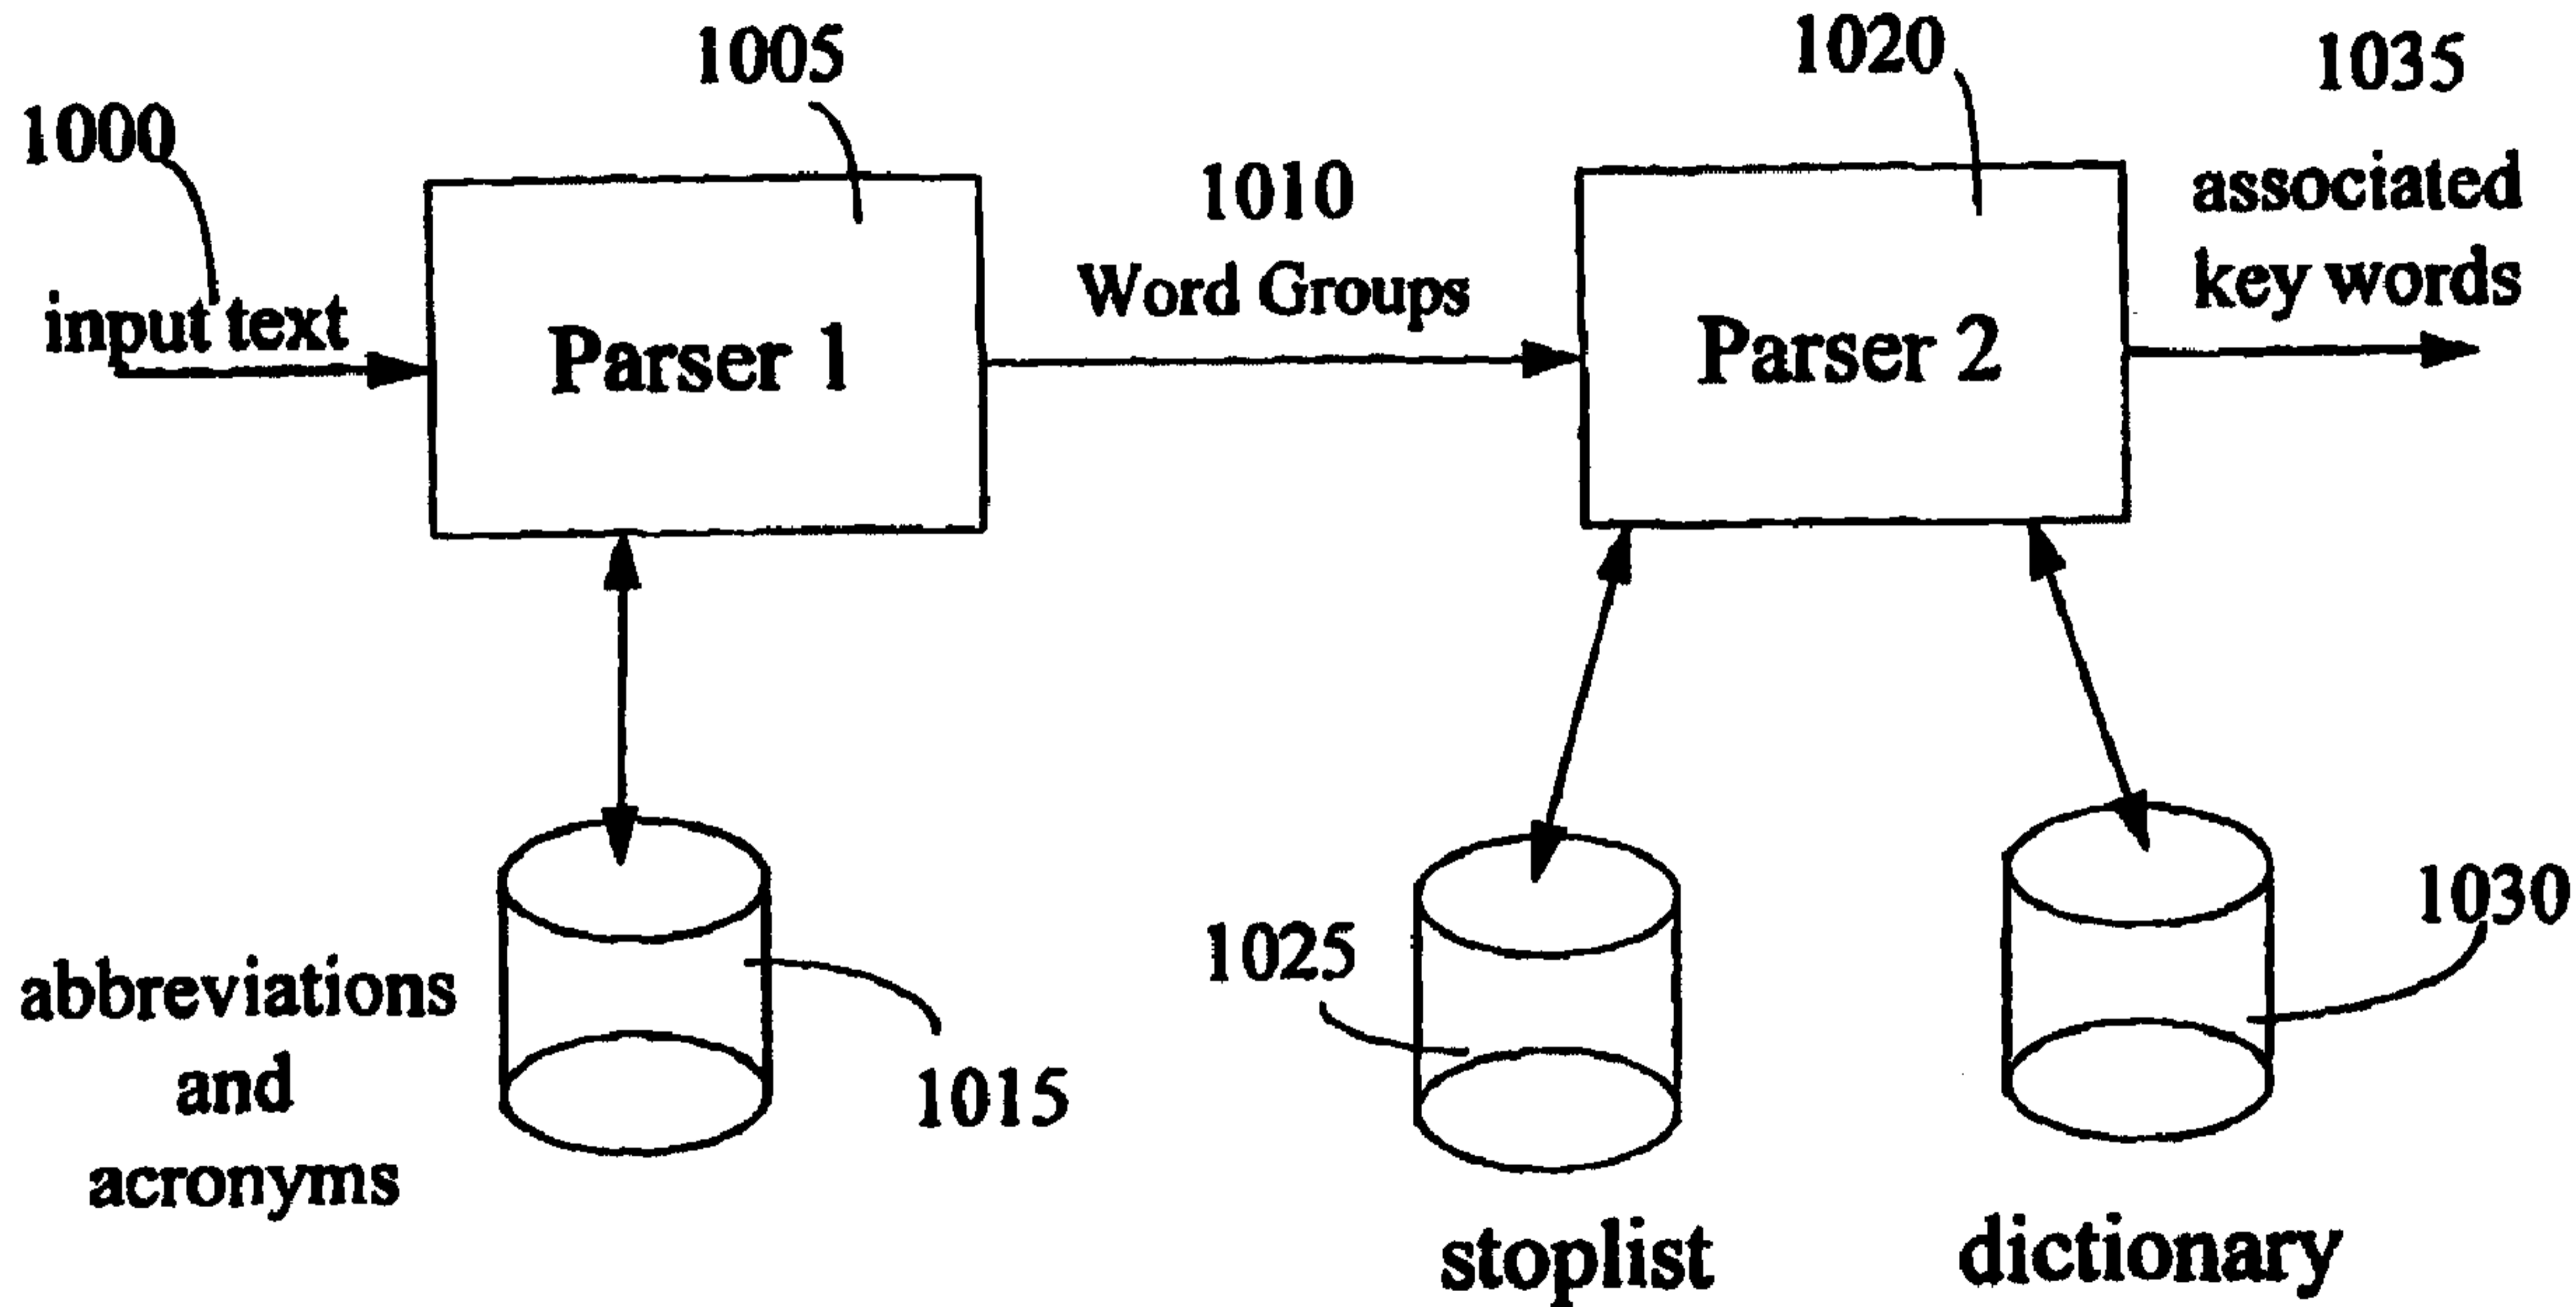 1005
1020
1035
1000
1010
associated
key words
Word Groups
input text
Parser 1
Parser 2
1030
1025
abbreviations
and
acronyms
1015
stoplist
dictionary